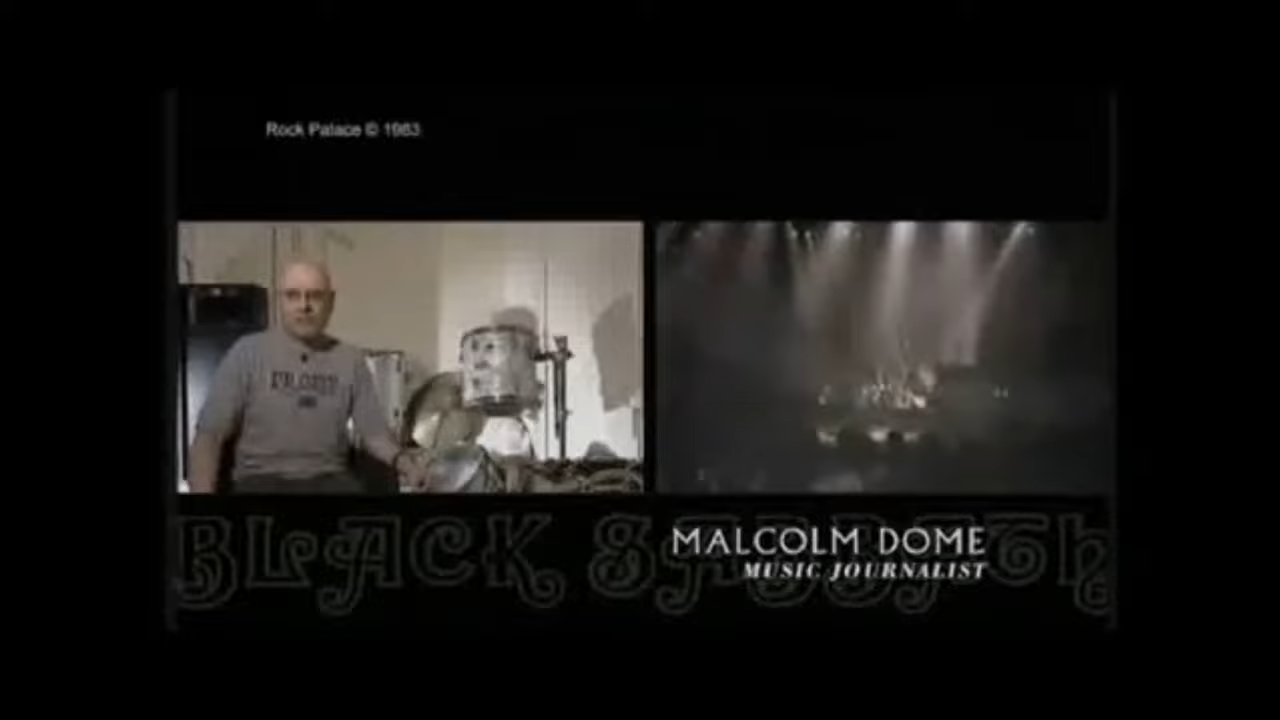 Rock Palace © 1983
BLACK SABBATH
MALCOLM DOME
MUSIC JOURNALIST